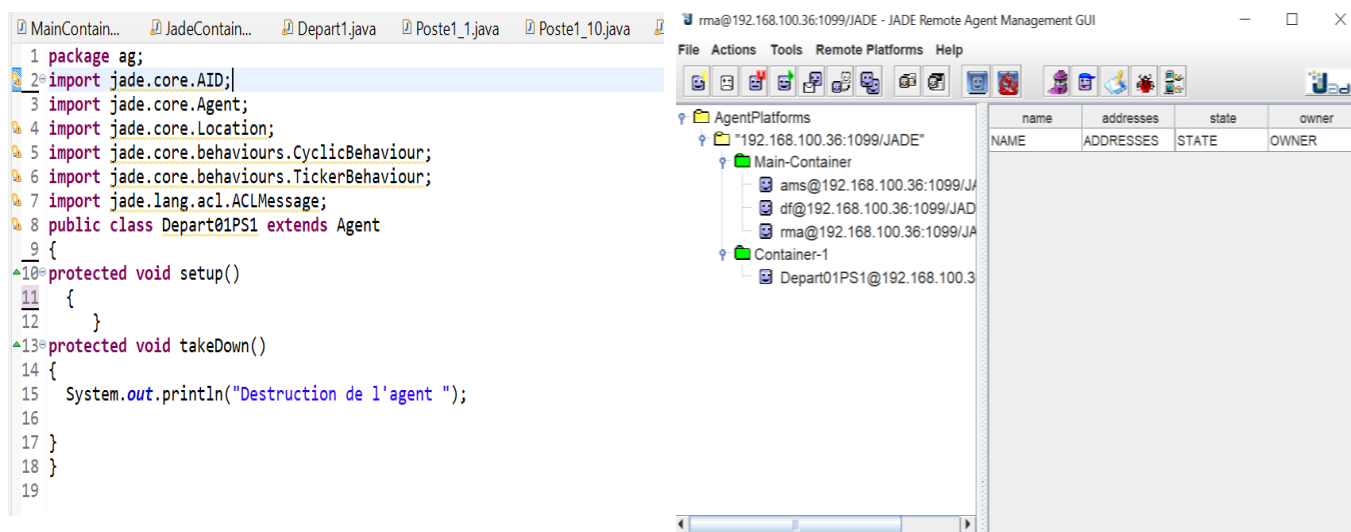 MainContain...
JadeContain...
Depart1.java
Poste1_1.java
Poste1_10.java
1 package ag;
2 import jade.core.AID;
3 import jade.core.Agent;
4 import jade.core.Location;
5 import jade.core.behaviours.CyclicBehaviour;
6 import jade.core.behaviours.TickerBehaviour;
7 import jade.lang.acl.ACLMessage;
8 public class Depart01PS1 extends Agent
9 {
10 protected void setup()
11 {
12 }
13 protected void takeDown()
14 {
15 System.out.println("Destruction de l'agent ");
16
17 }
18 }
19
rma@192.168.100.36:1099/JADE - JADE Remote Agent Management GUI
File Actions Tools Remote Platforms Help
Jad
AgentPlatforms
"192.168.100.36:1099/JADE"
Main-Container
ams@192.168.100.36:1099/JA
df@192.168.100.36:1099/JAD
rma@192.168.100.36:1099/JA
Container-1
Depart01PS1@192.168.100.3
name addresses state owner
NAME ADDRESSES STATE OWNER